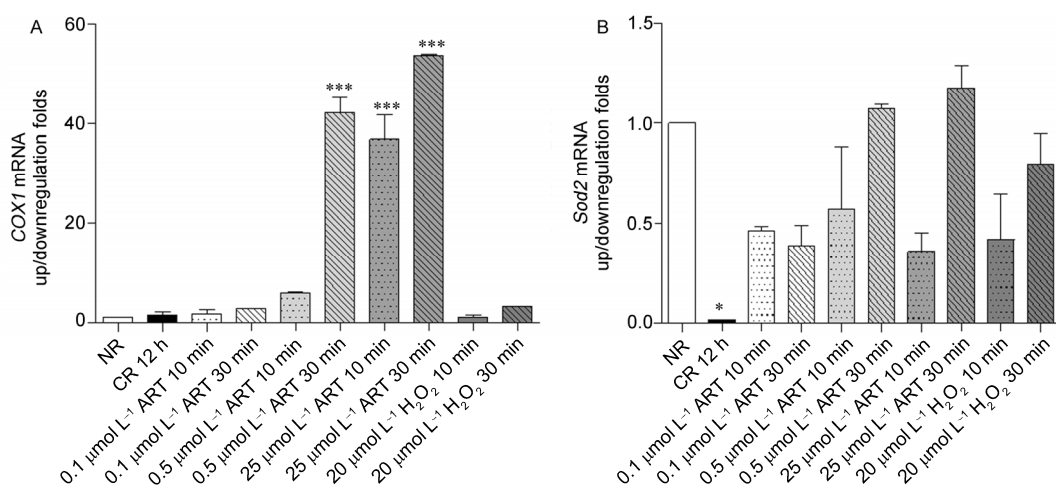 A
COX1 mRNA
up/downregulation folds
60
40
20
0
***
***
***
NR
CR 12 h
0.1 μmol L⁻¹ ART 10 min
0.1 μmol L⁻¹ ART 30 min
0.5 μmol L⁻¹ ART 10 min
0.5 μmol L⁻¹ ART 30 min
25 μmol L⁻¹ ART 10 min
25 μmol L⁻¹ ART 30 min
20 μmol L⁻¹ H₂O₂ 10 min
20 μmol L⁻¹ H₂O₂ 30 min
B
Sod2 mRNA
up/downregulation folds
1.5
1.0
0.5
0.0
*
NR
CR 12 h
0.1 μmol L⁻¹ ART 10 min
0.1 μmol L⁻¹ ART 30 min
0.5 μmol L⁻¹ ART 10 min
0.5 μmol L⁻¹ ART 30 min
25 μmol L⁻¹ ART 10 min
25 μmol L⁻¹ ART 30 min
20 μmol L⁻¹ H₂O₂ 10 min
20 μmol L⁻¹ H₂O₂ 30 min